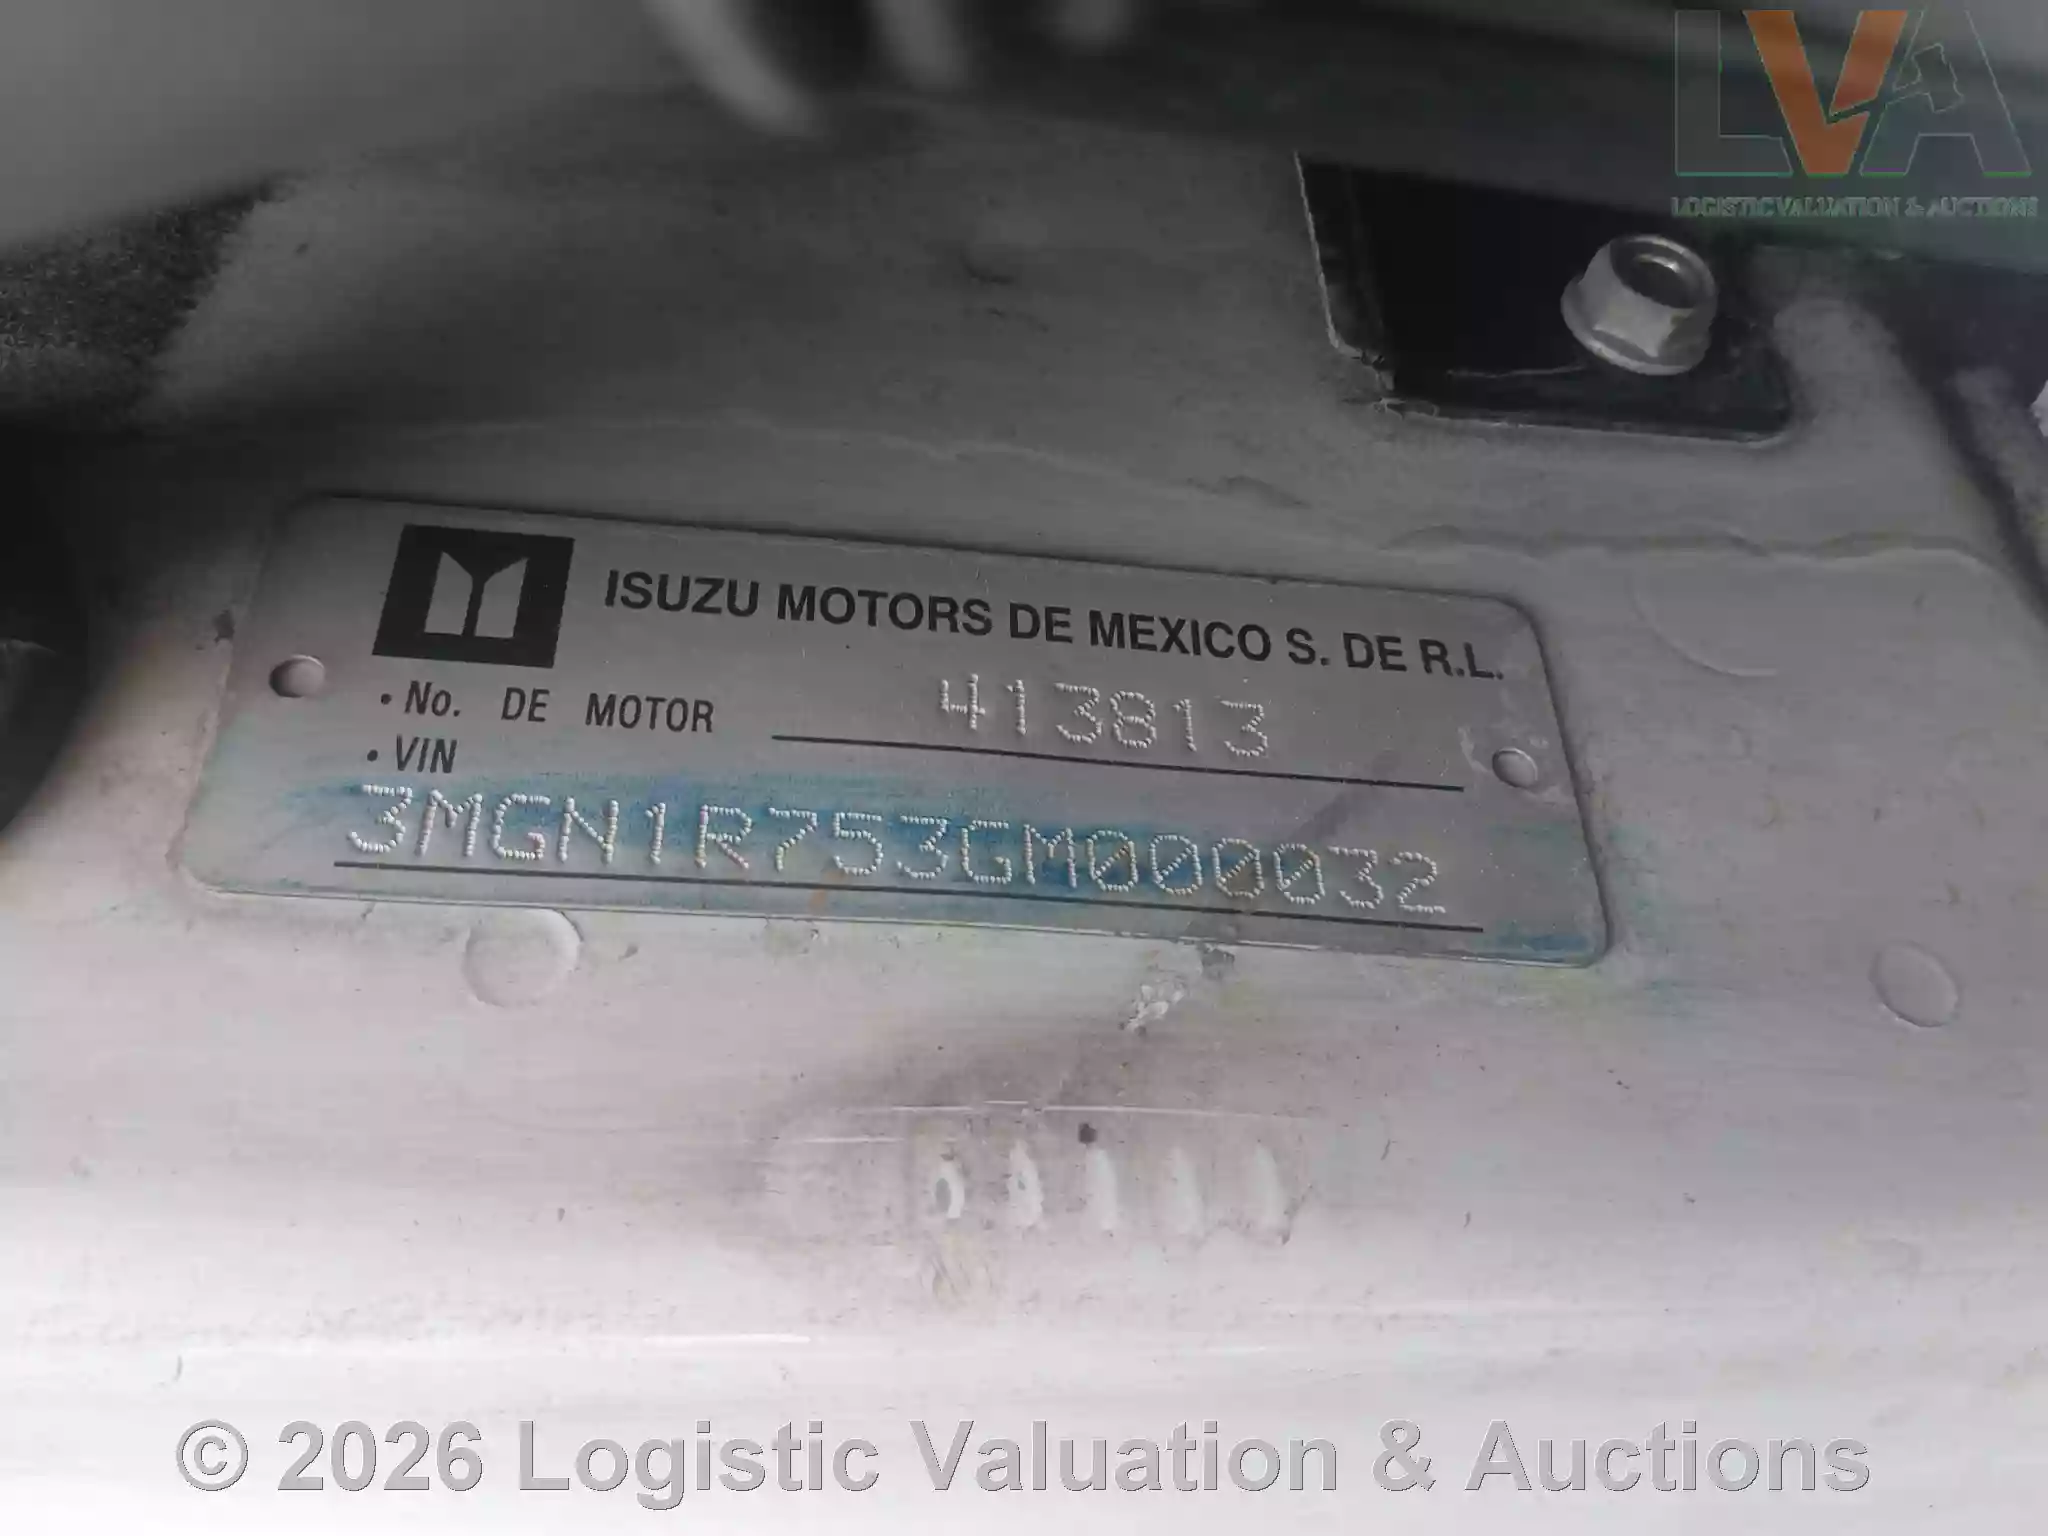 LVA
LOGISTIC VALUATION & AUCTIONS
ISUZU MOTORS DE MEXICO S. DE R.L.
• No. DE MOTOR 413813
• VIN
3MGN1R753GM000032
© 2026 Logistic Valuation & Auctions